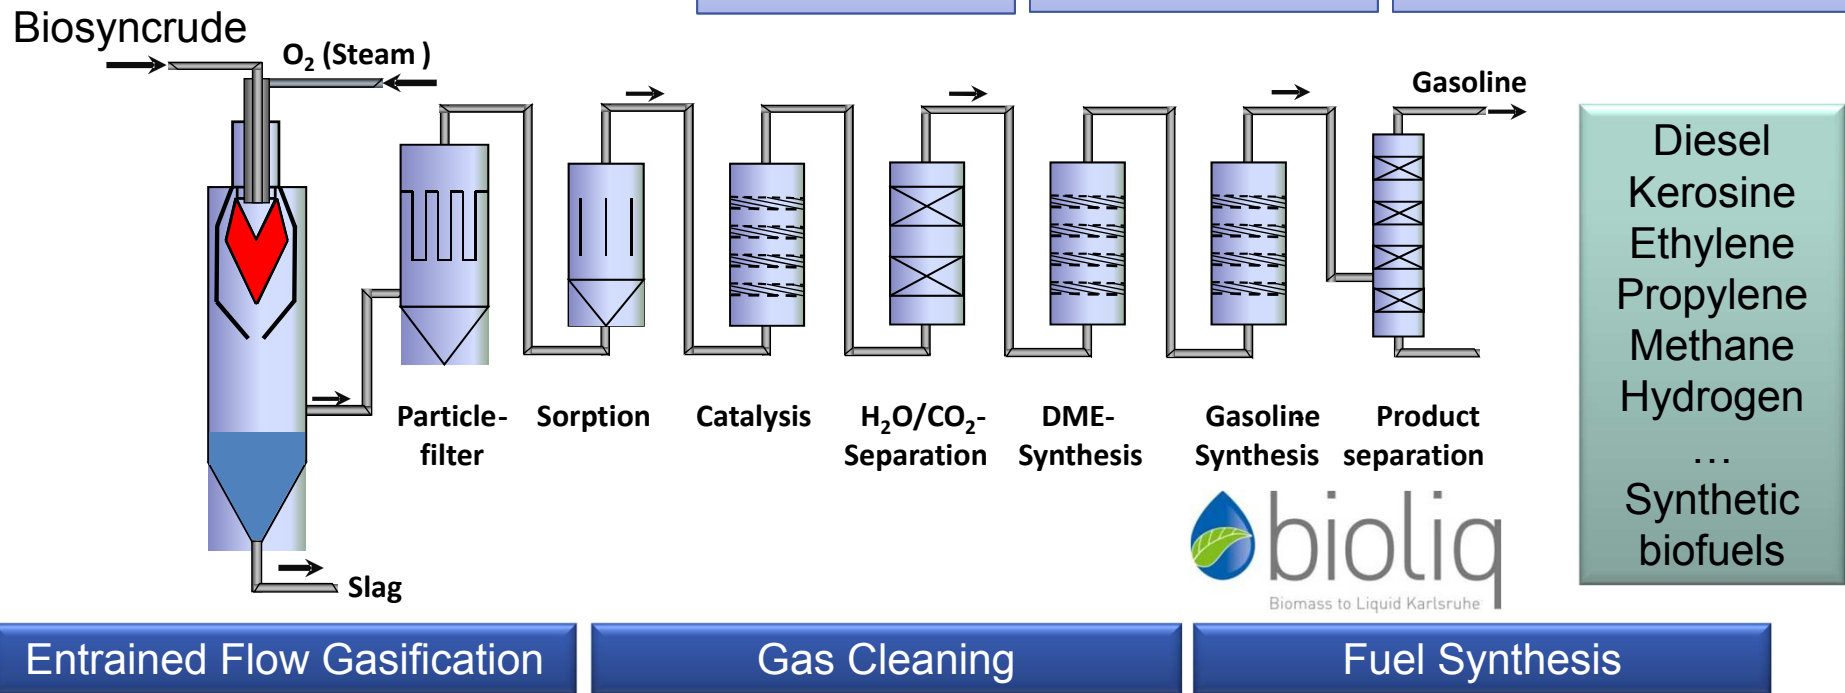 Biosyncrude
O₂ (Steam )
Gasoline
Diesel
Kerosine
Ethylene
Propylene
Methane
Hydrogen
…
Synthetic
biofuels
Particle-
filter
Sorption
Catalysis
H₂O/CO₂-
Separation
DME-
Synthesis
Gasoline-
Synthesis
Product
separation
Slag
bioliq
Biomass to Liquid Karlsruhe
Entrained Flow Gasification
Gas Cleaning
Fuel Synthesis